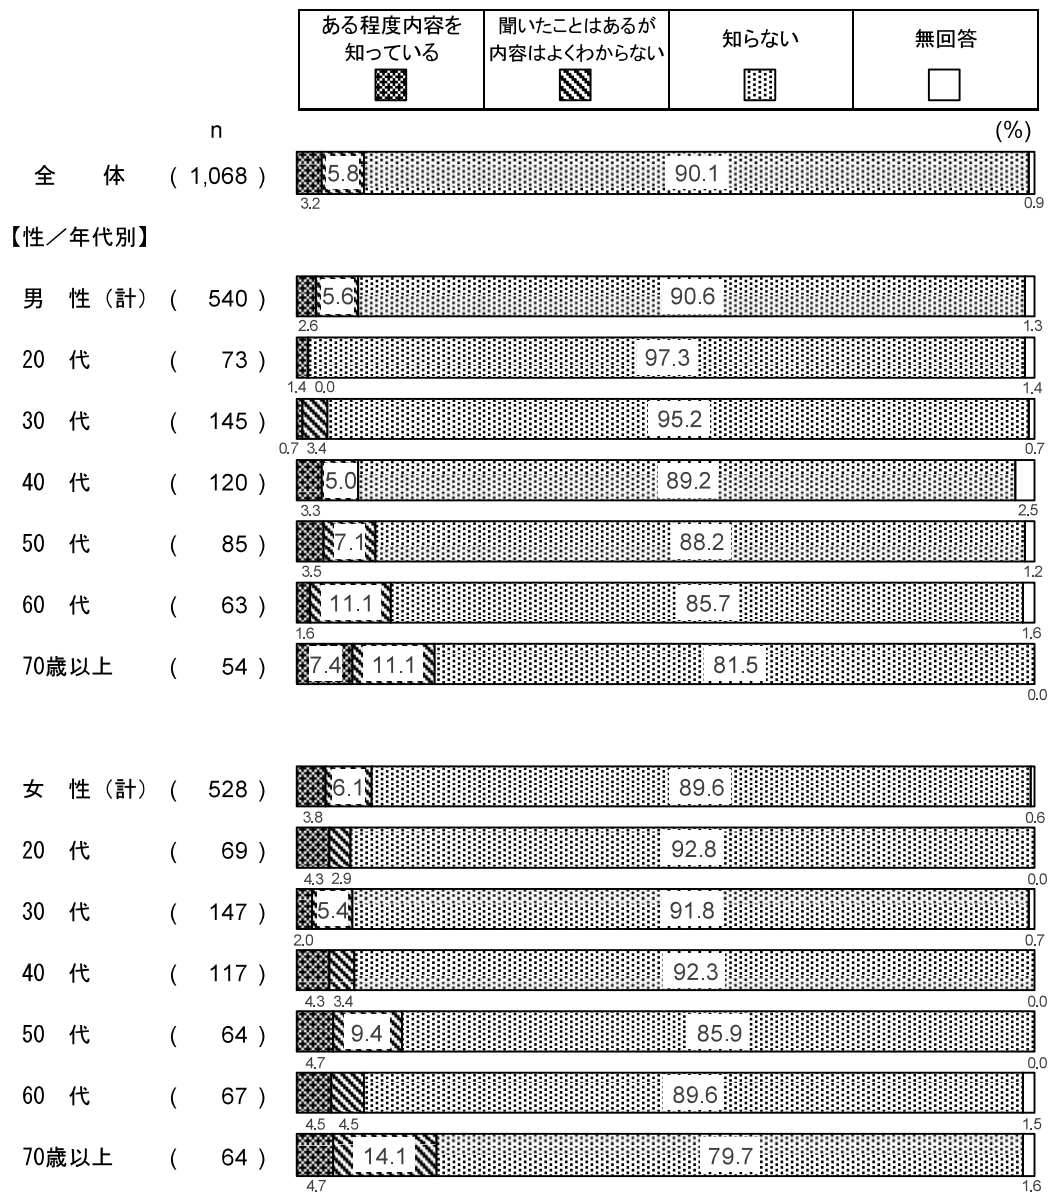 ある程度内容を
知っている
聞いたことはあるが
内容はよくわからない
知らない
無回答
n
(%)
全 体 ( 1,068 ) 5.8 90.1
3.2 0.9
【性／年代別】
男 性（計） ( 540 ) 5.6 90.6
2.6 1.3
20 代 ( 73 ) 97.3
1.4 0.0 1.4
30 代 ( 145 ) 95.2
0.7 3.4 0.7
40 代 ( 120 ) 5.0 89.2
3.3 2.5
50 代 ( 85 ) 7.1 88.2
3.5 1.2
60 代 ( 63 ) 11.1 85.7
1.6 1.6
70歳以上 ( 54 ) 7.4 11.1 81.5
0.0
女 性（計） ( 528 ) 6.1 89.6
3.8 0.6
20 代 ( 69 ) 92.8
4.3 2.9 0.0
30 代 ( 147 ) 5.4 91.8
2.0 0.7
40 代 ( 117 ) 92.3
4.3 3.4 0.0
50 代 ( 64 ) 9.4 85.9
4.7 0.0
60 代 ( 67 ) 89.6
4.5 4.5 1.5
70歳以上 ( 64 ) 14.1 79.7
4.7 1.6